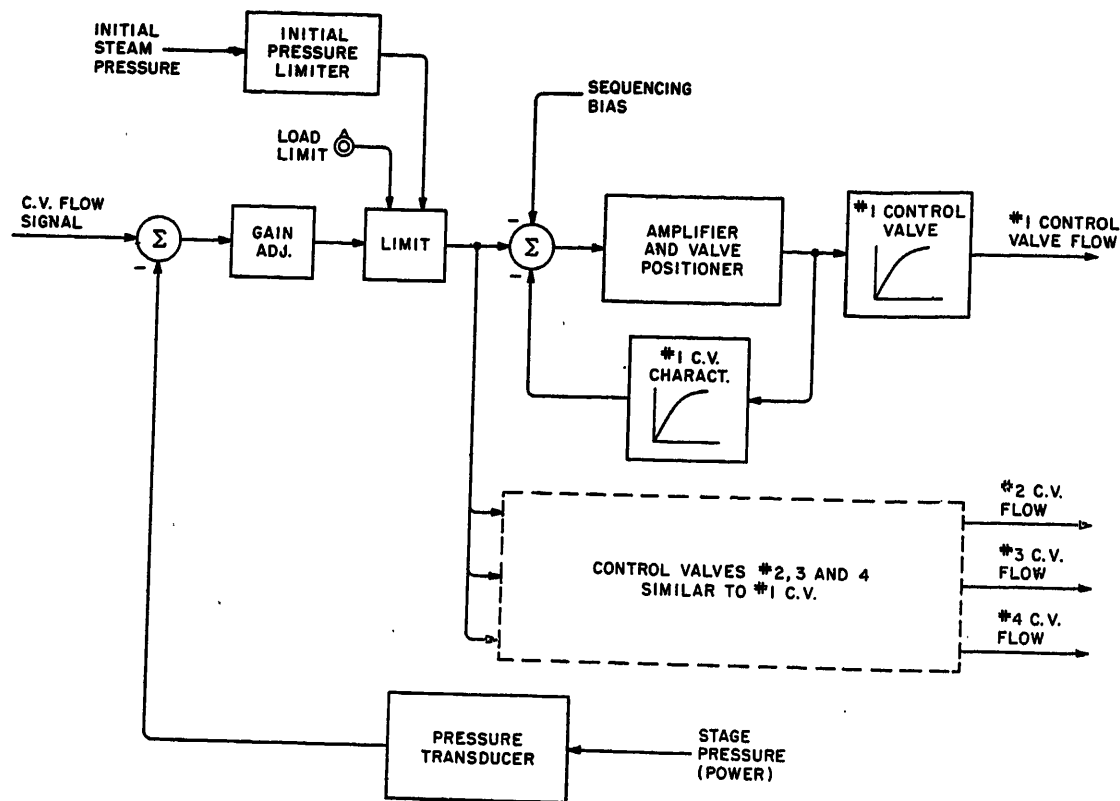 INITIAL
STEAM
PRESSURE
INITIAL
PRESSURE
LIMITER
SEQUENCING
BIAS
LOAD
LIMIT
C.V. FLOW
SIGNAL
Σ
-
GAIN
ADJ.
LIMIT
-
Σ
-
AMPLIFIER
AND VALVE
POSITIONER
#1 CONTROL
VALVE
#1 CONTROL
VALVE FLOW
#1 C.V.
CHARACT.
CONTROL VALVES #2, 3 AND 4
SIMILAR TO #1 C.V.
#2 C.V.
FLOW
#3 C.V.
FLOW
#4 C.V.
FLOW
PRESSURE
TRANSDUCER
STAGE
PRESSURE
(POWER)